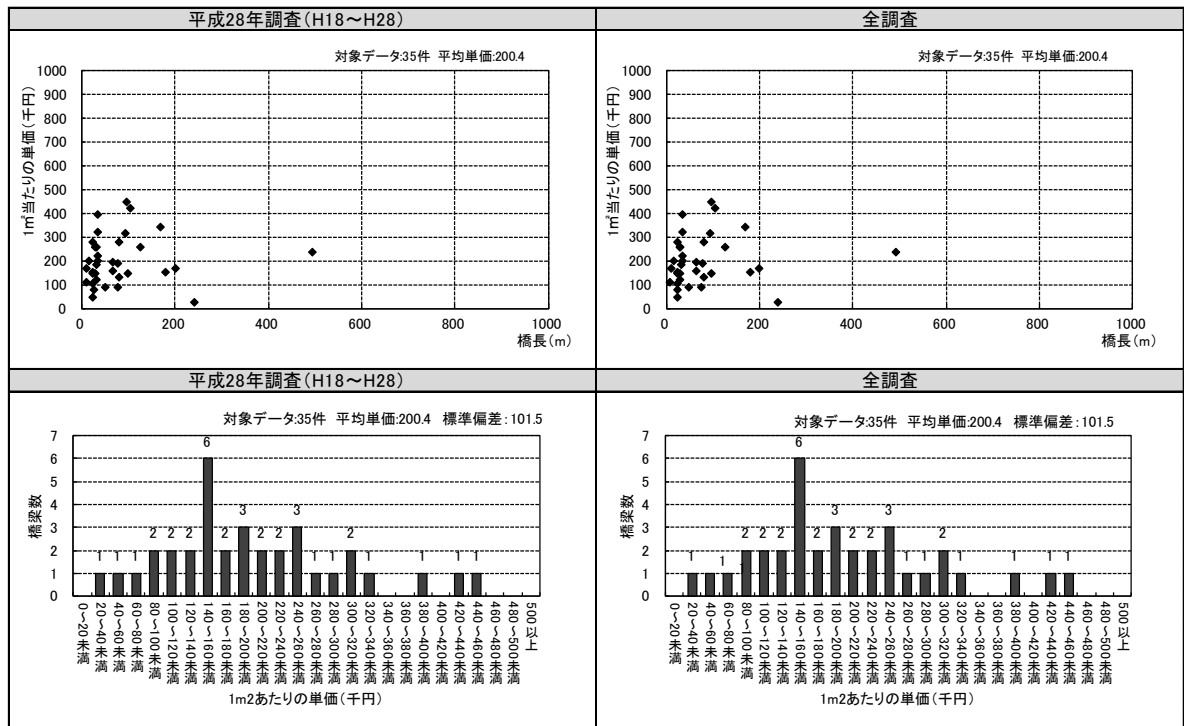 平成28年調査(H18～H28)
対象データ:35件 平均単価:200.4
1㎡当たりの単価(千円)
1000
900
800
700
600
500
400
300
200
100
0
0 200 400 600 800 1000
橋長(m)
全調査
対象データ:35件 平均単価:200.4
1㎡当たりの単価(千円)
1000
900
800
700
600
500
400
300
200
100
0
0 200 400 600 800 1000
橋長(m)
平成28年調査(H18～H28)
対象データ:35件 平均単価:200.4 標準偏差:101.5
橋梁数
7
6
5
4
3
2
1
0
1 1 1 2 2 2 6 2 3 2 2 3 1 1 2 1 1 1 1
0～20未満
20～40未満
40～60未満
60～80未満
80～100未満
100～120未満
120～140未満
140～160未満
160～180未満
180～200未満
200～220未満
220～240未満
240～260未満
260～280未満
280～300未満
300～320未満
320～340未満
340～360未満
360～380未満
380～400未満
400～420未満
420～440未満
440～460未満
460～480未満
480～500未満
500以上
1m2あたりの単価(千円)
全調査
対象データ:35件 平均単価:200.4 標準偏差:101.5
橋梁数
7
6
5
4
3
2
1
0
1 1 1 2 2 2 6 2 3 2 2 3 1 1 2 1 1 1 1
0～20未満
20～40未満
40～60未満
60～80未満
80～100未満
100～120未満
120～140未満
140～160未満
160～180未満
180～200未満
200～220未満
220～240未満
240～260未満
260～280未満
280～300未満
300～320未満
320～340未満
340～360未満
360～380未満
380～400未満
400～420未満
420～440未満
440～460未満
460～480未満
480～500未満
500以上
1m2あたりの単価(千円)